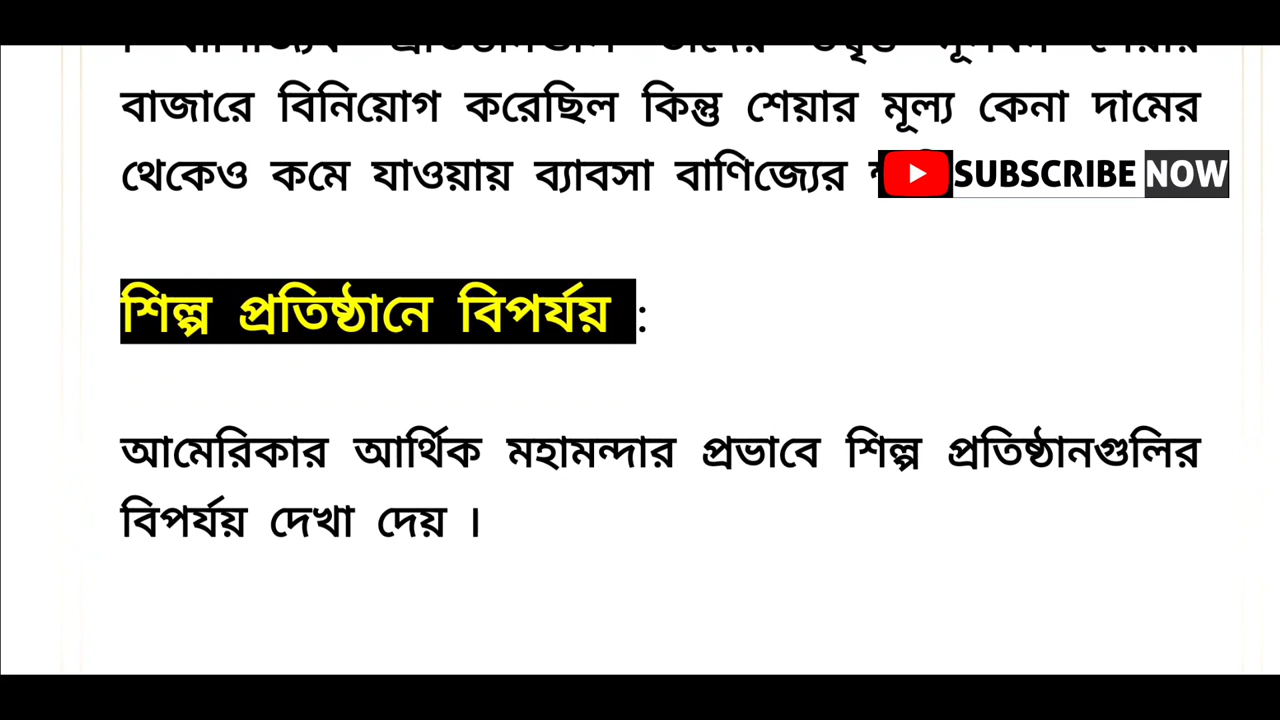 বাজারে বিনিয়োগ করেছিল কিন্তু শেয়ার মূল্য কেনা দামের
থেকেও কমে যাওয়ায় ব্যাবসা বাণিজ্যের
SUBSCRIBE NOW
শিল্প প্রতিষ্ঠানে বিপর্যয় :
আমেরিকার আর্থিক মহামন্দার প্রভাবে শিল্প প্রতিষ্ঠানগুলির
বিপর্যয় দেখা দেয় ।